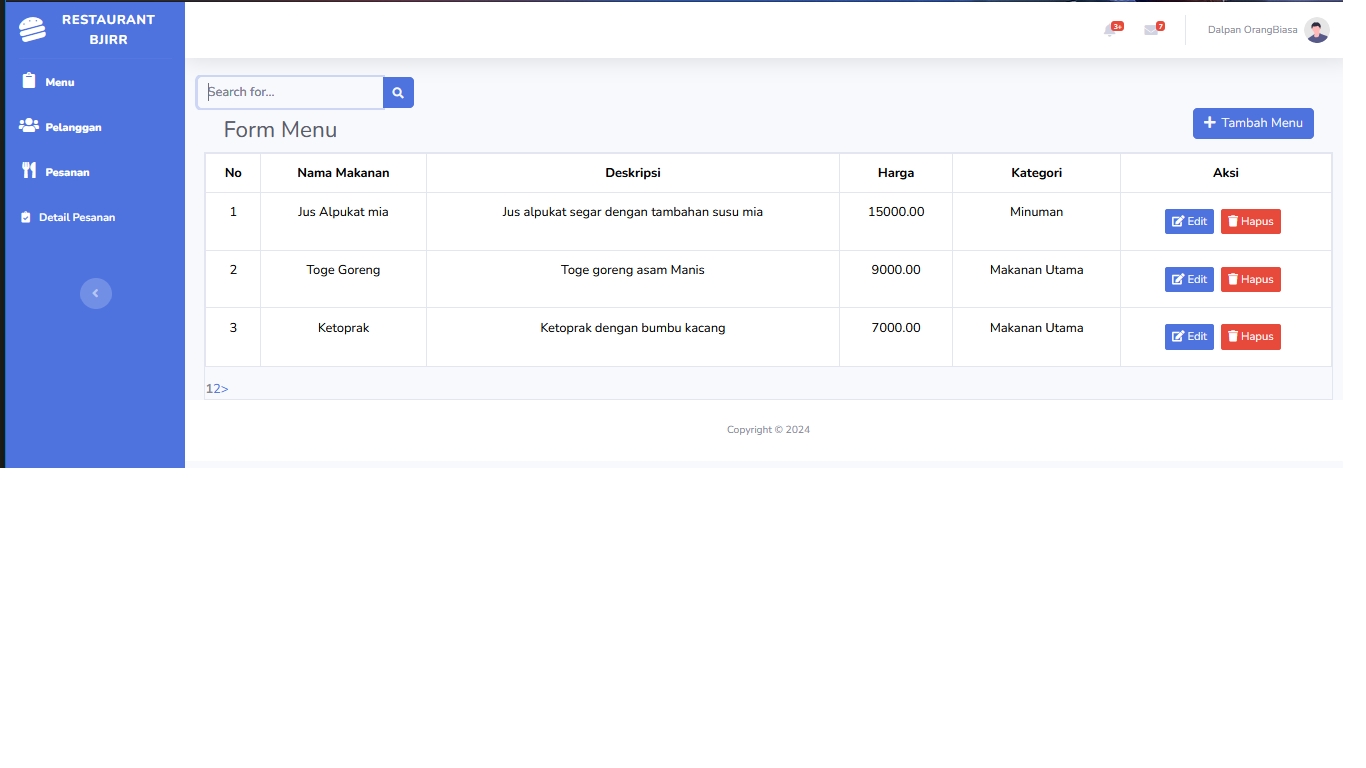 RESTAURANT
BJIRR
3+
7
Dalpan OrangBiasa
Menu
Pelanggan
Pesanan
Detail Pesanan
Search for...
Form Menu
Tambah Menu
No Nama Makanan Deskripsi Harga Kategori Aksi
1 Jus Alpukat mia Jus alpukat segar dengan tambahan susu mia 15000.00 Minuman Edit Hapus
2 Toge Goreng Toge goreng asam Manis 9000.00 Makanan Utama Edit Hapus
3 Ketoprak Ketoprak dengan bumbu kacang 7000.00 Makanan Utama Edit Hapus
12>
Copyright © 2024